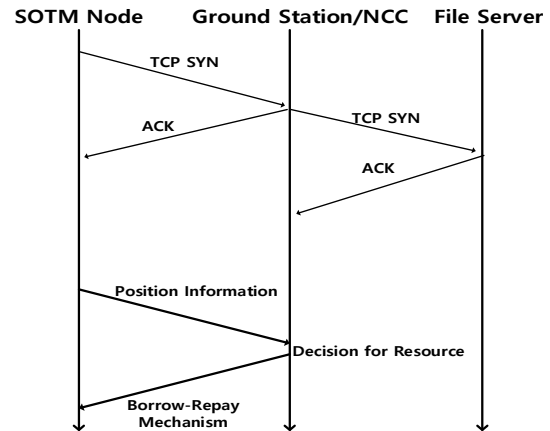 SOTM Node
Ground Station/NCC
File Server
TCP SYN
ACK
TCP SYN
ACK
Position Information
Decision for Resource
Borrow-Repay
Mechanism